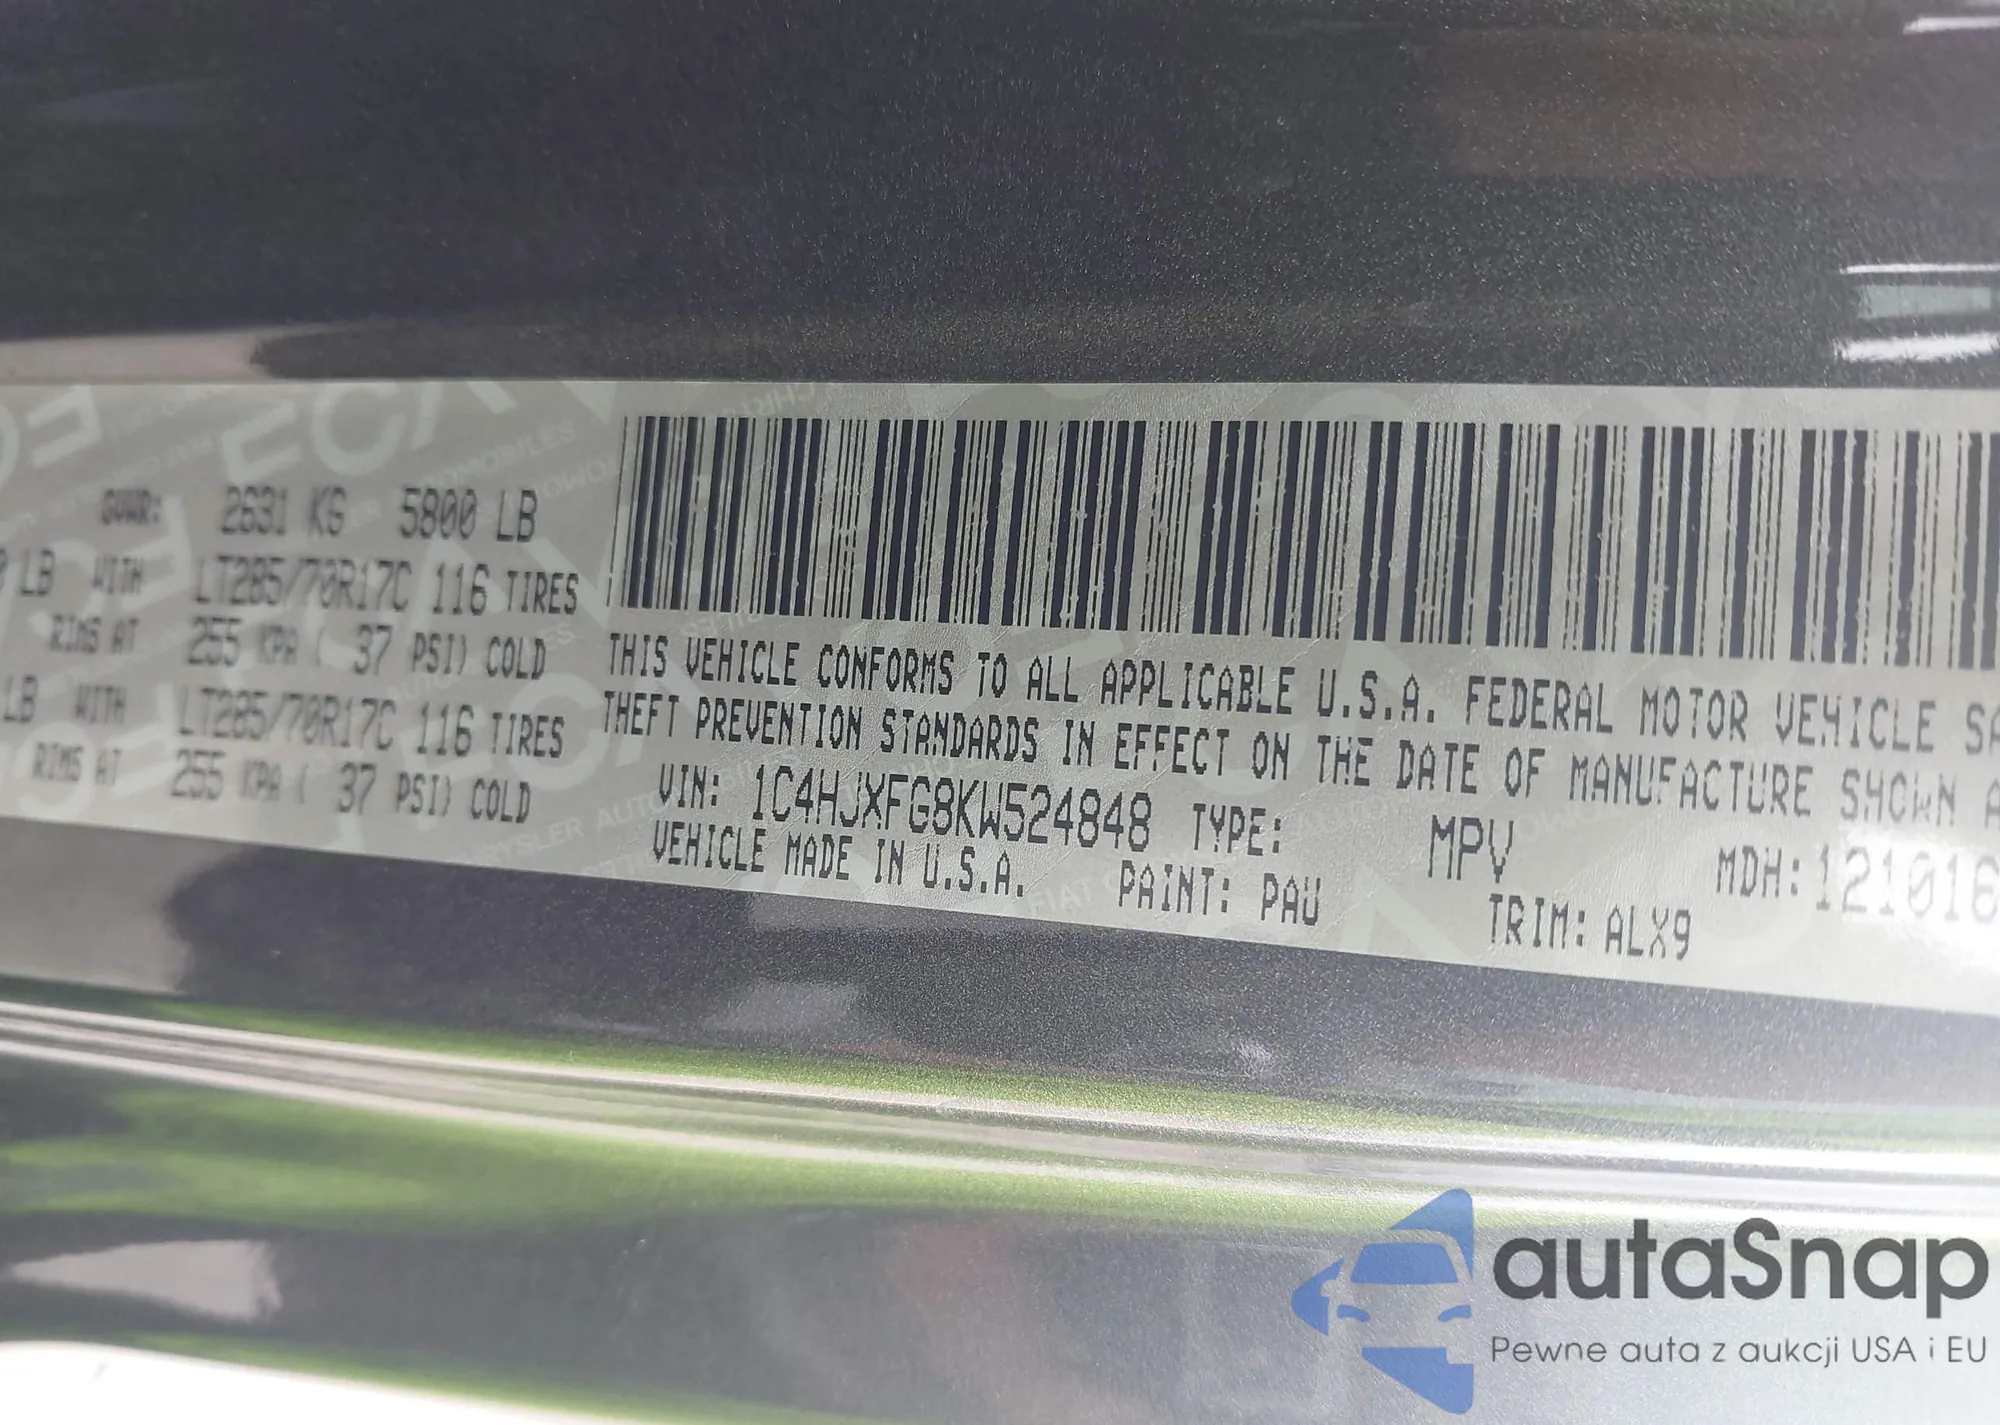 GVWR: 2631 KG 5800 LB
LB WITH LT285/70R17C 116 TIRES
RIMS AT 255 KPA ( 37 PSI) COLD
LB WITH LT285/70R17C 116 TIRES
RIMS AT 255 KPA ( 37 PSI) COLD
THIS VEHICLE CONFORMS TO ALL APPLICABLE U.S.A. FEDERAL MOTOR VEHICLE SA
THEFT PREVENTION STANDARDS IN EFFECT ON THE DATE OF MANUFACTURE SHOWN A
VIN: 1C4HJXFG8KW524848 TYPE: MPV MDH:121016
VEHICLE MADE IN U.S.A. PAINT: PAU TRIM: ALX9
autaSnap
Pewne auta z aukcji USA i EU